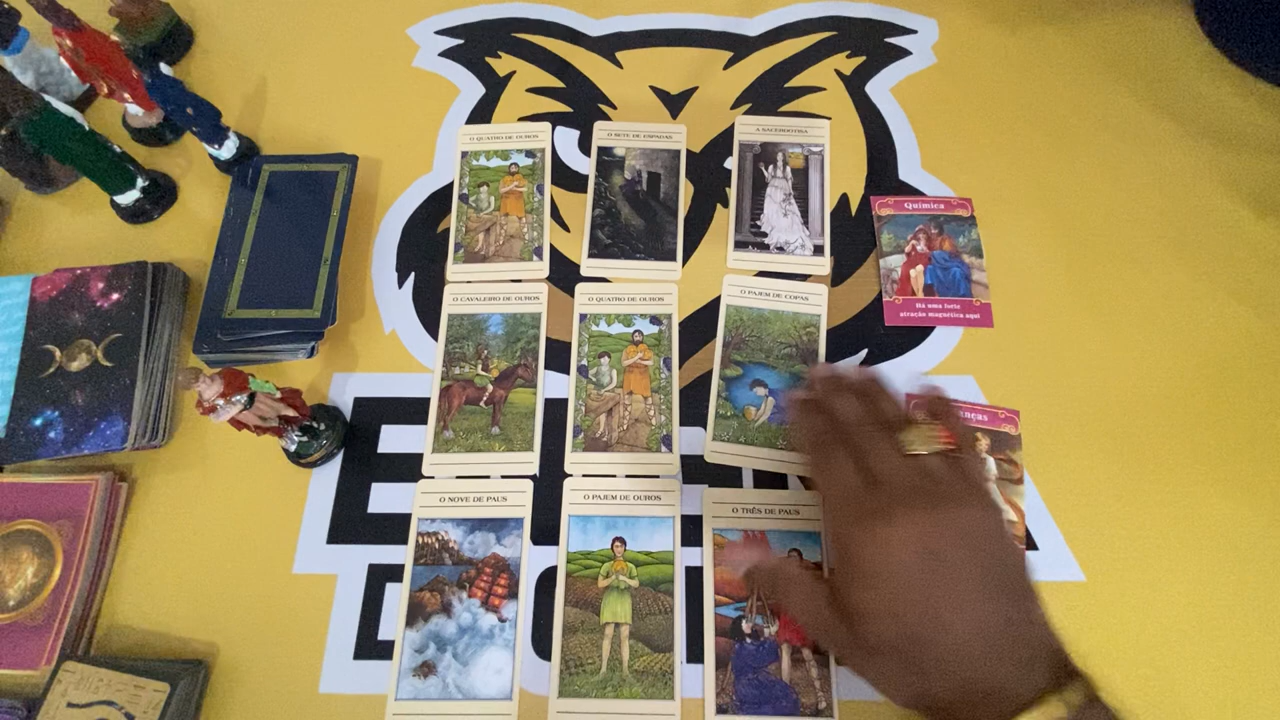 O QUATRO DE OUROS
O SETE DE ESPADAS
A SACERDOTISA
Química
Há uma forte
atração magnética aqui
O CAVALEIRO DE OUROS
O QUATRO DE OUROS
O PAJEM DE COPAS
O NOVE DE PAUS
O PAJEM DE OUROS
O TRÊS DE PAUS